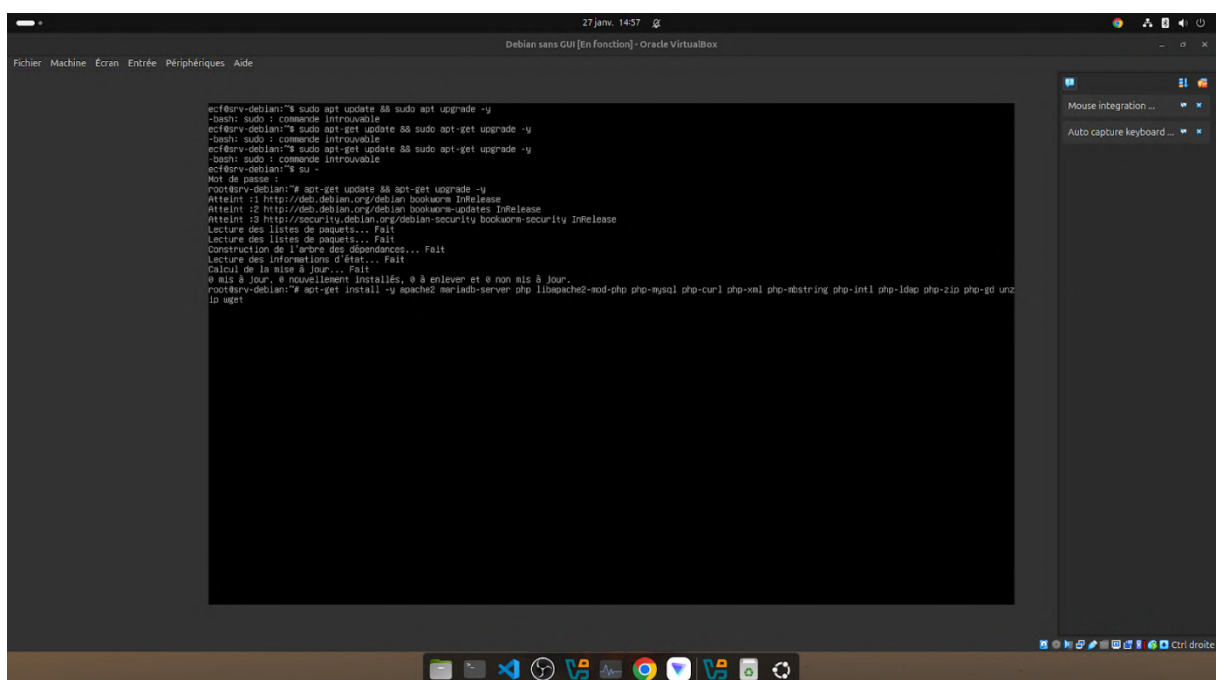 27 janv. 14:57
Debian sans GUI [En fonction] - Oracle VirtualBox
Fichier Machine Écran Entrée Périphériques Aide
Mouse integration ...
Auto capture keyboard ...
ecf@srv-debian:~$ sudo apt update && sudo apt upgrade -y
-bash: sudo : commande introuvable
ecf@srv-debian:~$ sudo apt-get update && sudo apt-get upgrade -y
-bash: sudo : commande introuvable
ecf@srv-debian:~$ sudo apt-get update && sudo apt-get upgrade -y
-bash: sudo : commande introuvable
ecf@srv-debian:~$ su -
Mot de passe :
root@srv-debian:~# apt-get update && apt-get upgrade -y
Atteint :1 http://deb.debian.org/debian bookworm InRelease
Atteint :2 http://deb.debian.org/debian bookworm-updates InRelease
Atteint :3 http://security.debian.org/debian-security bookworm-security InRelease
Lecture des listes de paquets... Fait
Lecture des listes de paquets... Fait
Construction de l'arbre des dépendances... Fait
Lecture des informations d'état... Fait
Calcul de la mise à jour... Fait
0 mis à jour, 0 nouvellement installés, 0 à enlever et 0 non mis à jour.
root@srv-debian:~# apt-get install -y apache2 mariadb-server php libapache2-mod-php php-mysql php-curl php-xml php-mbstring php-intl php-ldap php-zip php-gd unz
ip wget
Ctrl droite